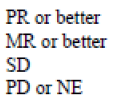 PR or better
MR or better
SD
PD or NE